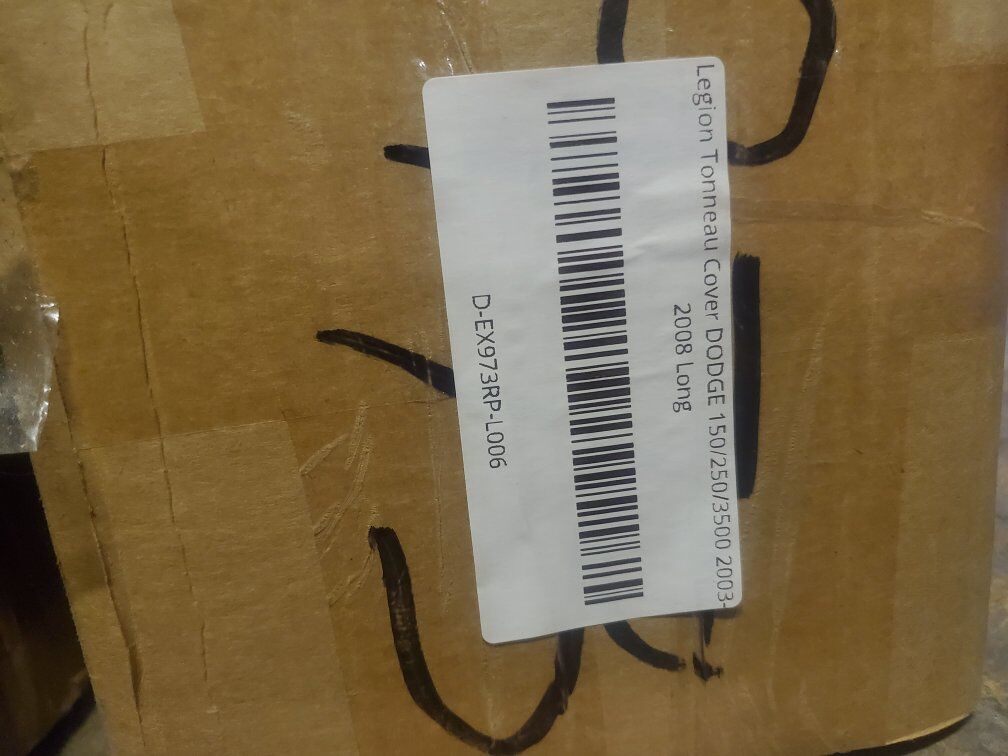 Legion Tonneau Cover DODGE 150/250/3500 2003-
2008 Long
D-EX973RP-L006